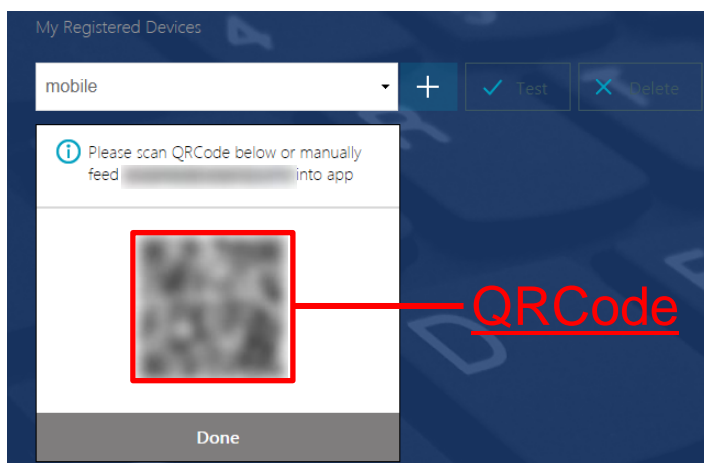 My Registered Devices
mobile
Test
Delete
Please scan QRCode below or manually
feed into app
QRCode
Done